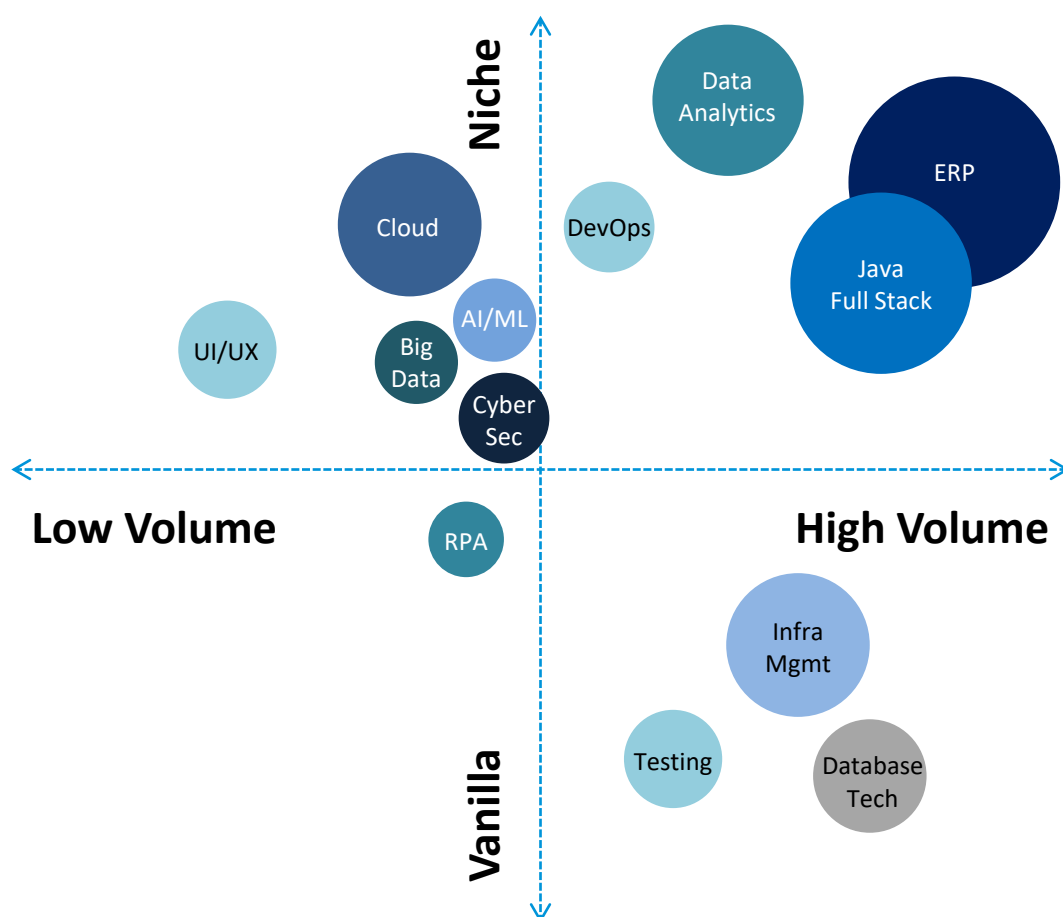 Niche
Data
Analytics
ERP
Cloud
DevOps
Java
Full Stack
AI/ML
UI/UX
Big
Data
Cyber
Sec
Low Volume
High Volume
RPA
Infra
Mgmt
Vanilla
Testing
Database
Tech